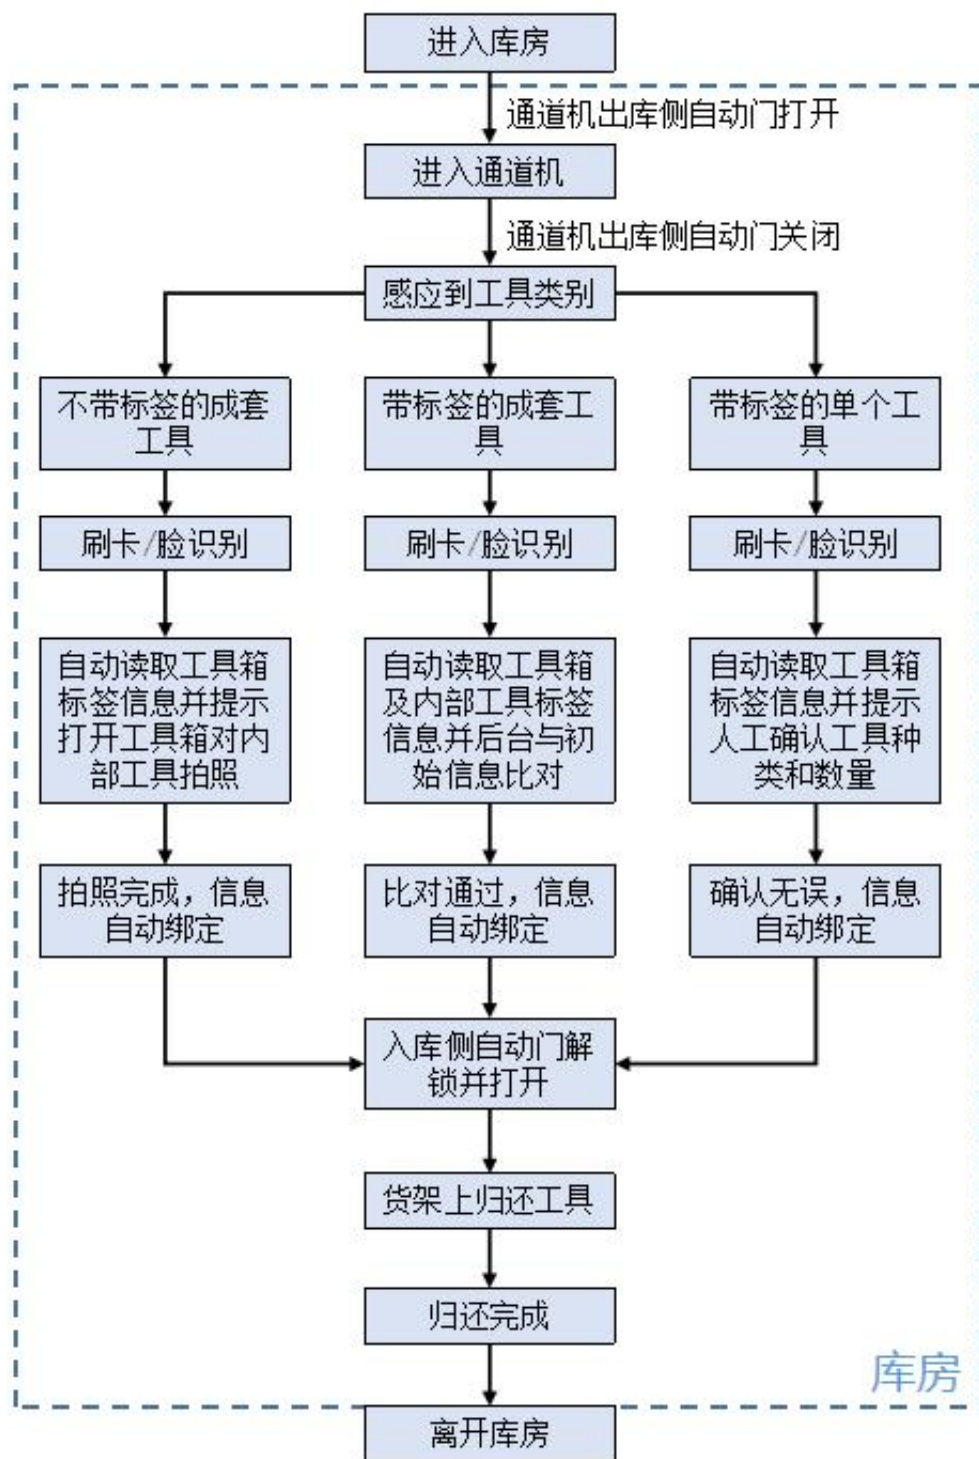 进入库房
通道机出库侧自动门打开
进入通道机
通道机出库侧自动门关闭
感应到工具类别
不带标签的成套
工具
带标签的成套工
具
带标签的单个工
具
刷卡/脸识别
刷卡/脸识别
刷卡/脸识别
自动读取工具箱
标签信息并提示
打开工具箱对内
部工具拍照
自动读取工具箱
及内部工具标签
信息并后台与初
始信息比对
自动读取工具箱
标签信息并提示
人工确认工具种
类和数量
拍照完成，信息
自动绑定
比对通过，信息
自动绑定
确认无误，信息
自动绑定
入库侧自动门解
锁并打开
货架上归还工具
归还完成
库房
离开库房